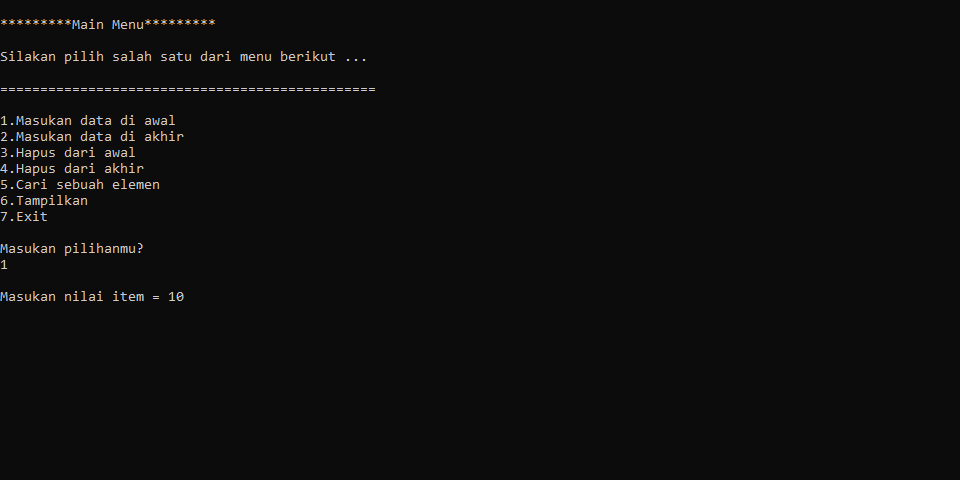 *********Main Menu*********
Silakan pilih salah satu dari menu berikut ...
===============================================
1.Masukan data di awal
2.Masukan data di akhir
3.Hapus dari awal
4.Hapus dari akhir
5.Cari sebuah elemen
6.Tampilkan
7.Exit
Masukan pilihanmu?
1
Masukan nilai item = 10